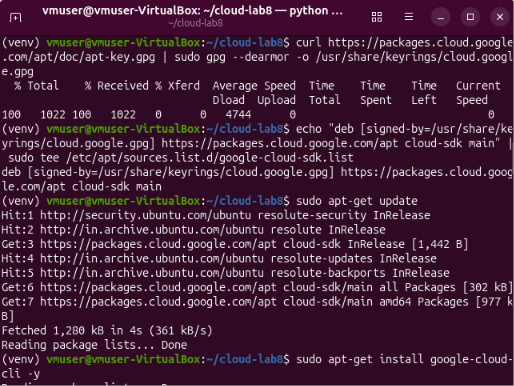 vmuser@vmuser-VirtualBox: ~/cloud-lab8 — python ...
~/cloud-lab8
(venv) vmuser@vmuser-VirtualBox:~/cloud-lab8$ curl https://packages.cloud.google
.com/apt/doc/apt-key.gpg | sudo gpg --dearmor -o /usr/share/keyrings/cloud.googl
e.gpg
% Total % Received % Xferd Average Speed Time Time Time Current
Dload Upload Total Spent Left Speed
100 1022 100 1022 0 0 4744 0 0
(venv) vmuser@vmuser-VirtualBox:~/cloud-lab8$ echo "deb [signed-by=/usr/share/ke
yrings/cloud.google.gpg] https://packages.cloud.google.com/apt cloud-sdk main" |
sudo tee /etc/apt/sources.list.d/google-cloud-sdk.list
deb [signed-by=/usr/share/keyrings/cloud.google.gpg] https://packages.cloud.goog
le.com/apt cloud-sdk main
(venv) vmuser@vmuser-VirtualBox:~/cloud-lab8$ sudo apt-get update
Hit:1 http://security.ubuntu.com/ubuntu resolute-security InRelease
Hit:2 http://in.archive.ubuntu.com/ubuntu resolute InRelease
Get:3 https://packages.cloud.google.com/apt cloud-sdk InRelease [1,442 B]
Hit:4 http://in.archive.ubuntu.com/ubuntu resolute-updates InRelease
Hit:5 http://in.archive.ubuntu.com/ubuntu resolute-backports InRelease
Get:6 https://packages.cloud.google.com/apt cloud-sdk/main all Packages [302 kB]
Get:7 https://packages.cloud.google.com/apt cloud-sdk/main amd64 Packages [977 k
B]
Fetched 1,280 kB in 4s (361 kB/s)
Reading package lists... Done
(venv) vmuser@vmuser-VirtualBox:~/cloud-lab8$ sudo apt-get install google-cloud-
cli -y